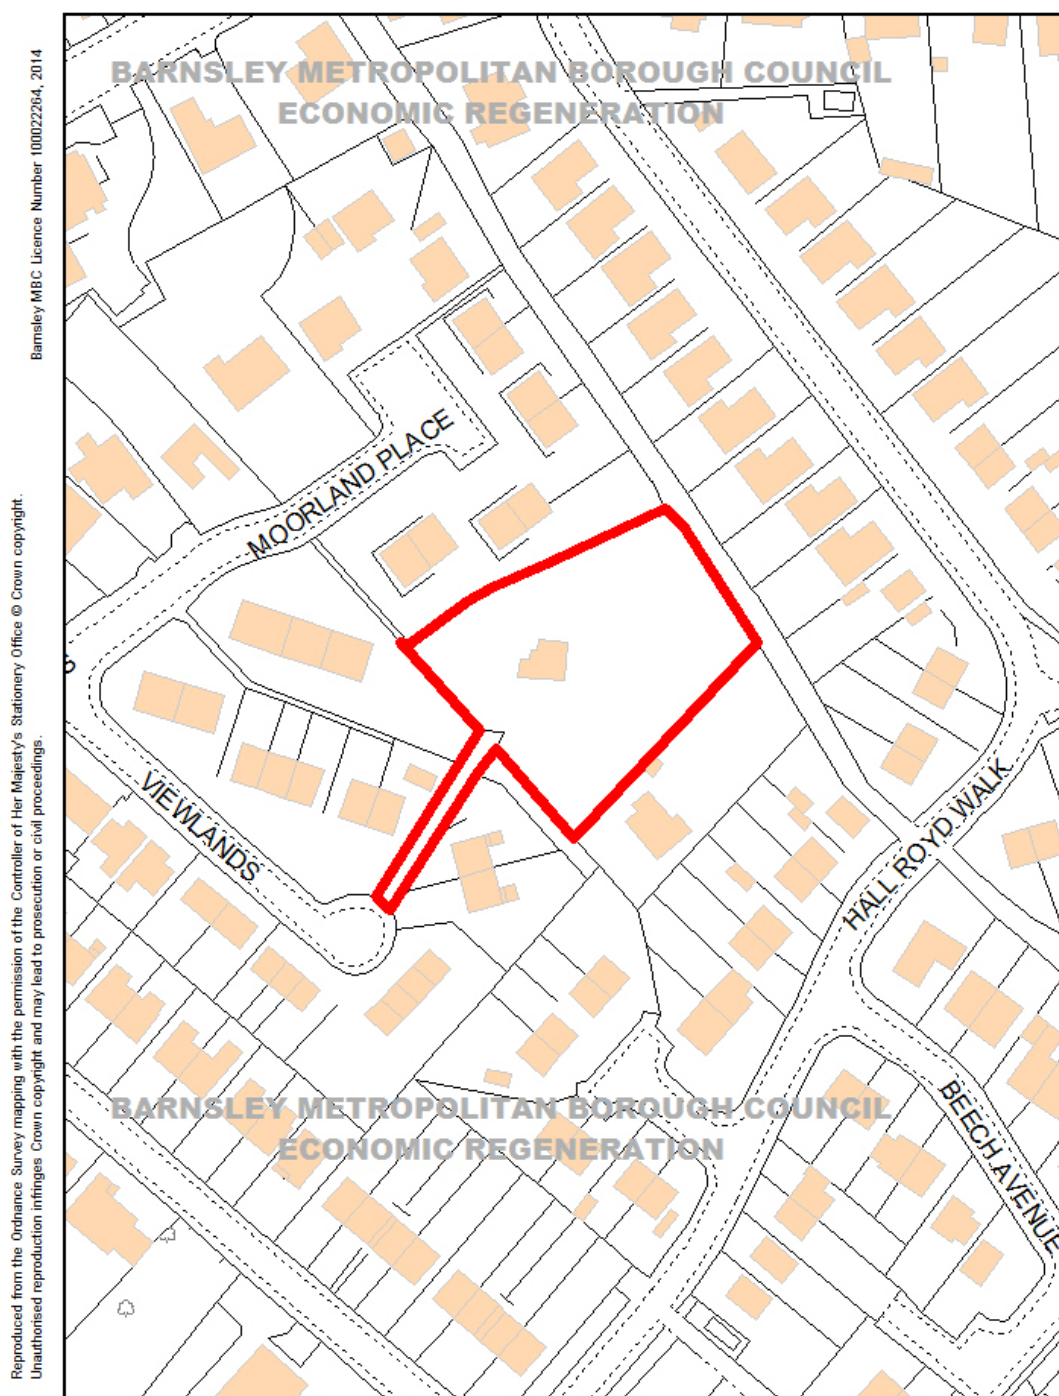 BARNSLEY METROPOLITAN BOROUGH COUNCIL
ECONOMIC REGENERATION
Barnsley MBC Licence Number 100022264, 2014
MOORLAND PLACE
S
VIEWLANDS
HALL ROYD WALK
BEECH AVENUE
BARNSLEY METROPOLITAN BOROUGH COUNCIL
ECONOMIC REGENERATION
Reproduced from the Ordnance Survey mapping with the permission of the Controller of Her Majesty's Stationery Office © Crown copyright.
Unauthorised reproduction infringes Crown copyright and may lead to prosecution or civil proceedings.